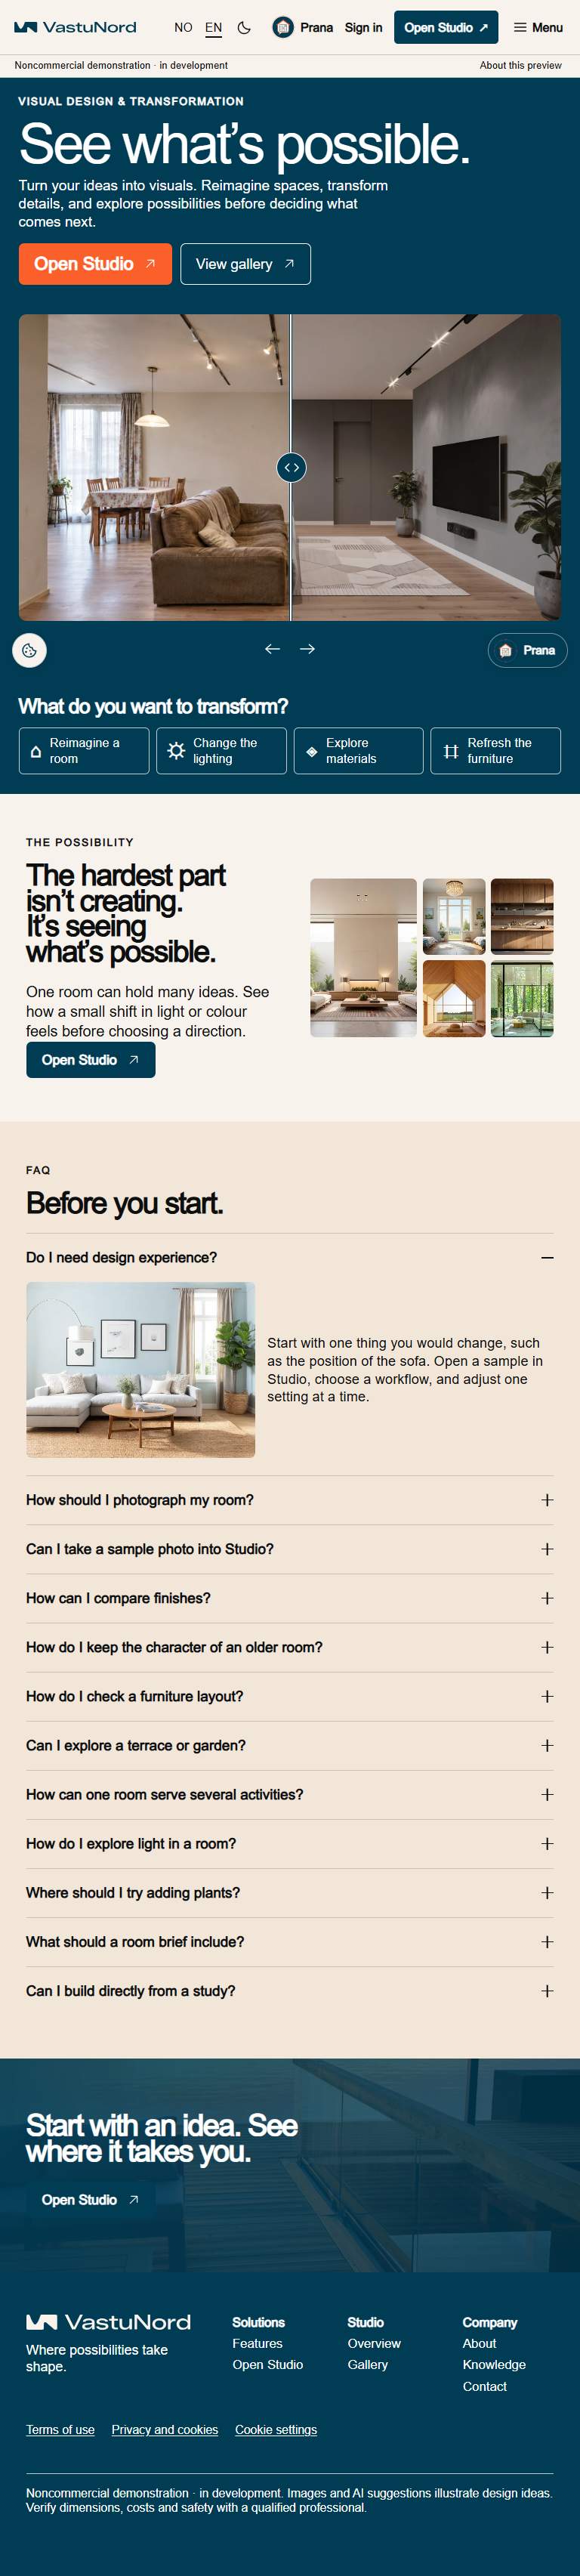 VastuNord
NO EN Prana Sign in Open Studio ↗ Menu
Noncommercial demonstration · in development
About this preview
VISUAL DESIGN & TRANSFORMATION
See what’s possible.
Turn your ideas into visuals. Reimagine spaces, transform
details, and explore possibilities before deciding what
comes next.
Open Studio
View gallery
Prana
What do you want to transform?
Reimagine a
room
Change the
lighting
Explore
materials
Refresh the
furniture
THE POSSIBILITY
The hardest part
isn’t creating.
It’s seeing
what’s possible.
One room can hold many ideas. See
how a small shift in light or colour
feels before choosing a direction.
Open Studio
FAQ
Before you start.
Do I need design experience?
Start with one thing you would change, such
as the position of the sofa. Open a sample in
Studio, choose a workflow, and adjust one
setting at a time.
How should I photograph my room?
Can I take a sample photo into Studio?
How can I compare finishes?
How do I keep the character of an older room?
How do I check a furniture layout?
Can I explore a terrace or garden?
How can one room serve several activities?
How do I explore light in a room?
Where should I try adding plants?
What should a room brief include?
Can I build directly from a study?
Start with an idea. See
where it takes you.
Open Studio
VastuNord
Where possibilities take
shape.
Solutions
Features
Open Studio
Studio
Overview
Gallery
Company
About
Knowledge
Contact
Terms of use Privacy and cookies Cookie settings
Noncommercial demonstration · in development. Images and AI suggestions illustrate design ideas.
Verify dimensions, costs and safety with a qualified professional.